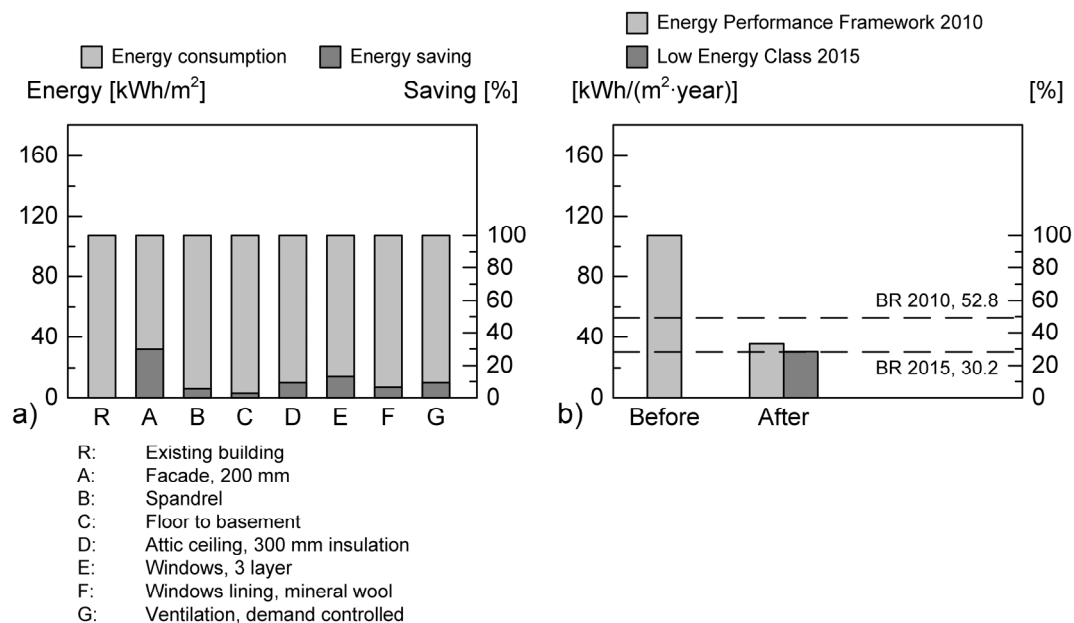 Energy consumption Energy saving
Energy [kWh/m²] Saving [%]
160
120
80
40
0
100
80
60
40
20
0
a) R A B C D E F G
R: Existing building
A: Facade, 200 mm
B: Spandrel
C: Floor to basement
D: Attic ceiling, 300 mm insulation
E: Windows, 3 layer
F: Windows lining, mineral wool
G: Ventilation, demand controlled
Energy Performance Framework 2010
Low Energy Class 2015
[kWh/(m²·year)] [%]
160
120
80
40
0
100
80
60
40
20
0
BR 2010, 52.8
BR 2015, 30.2
b) Before After